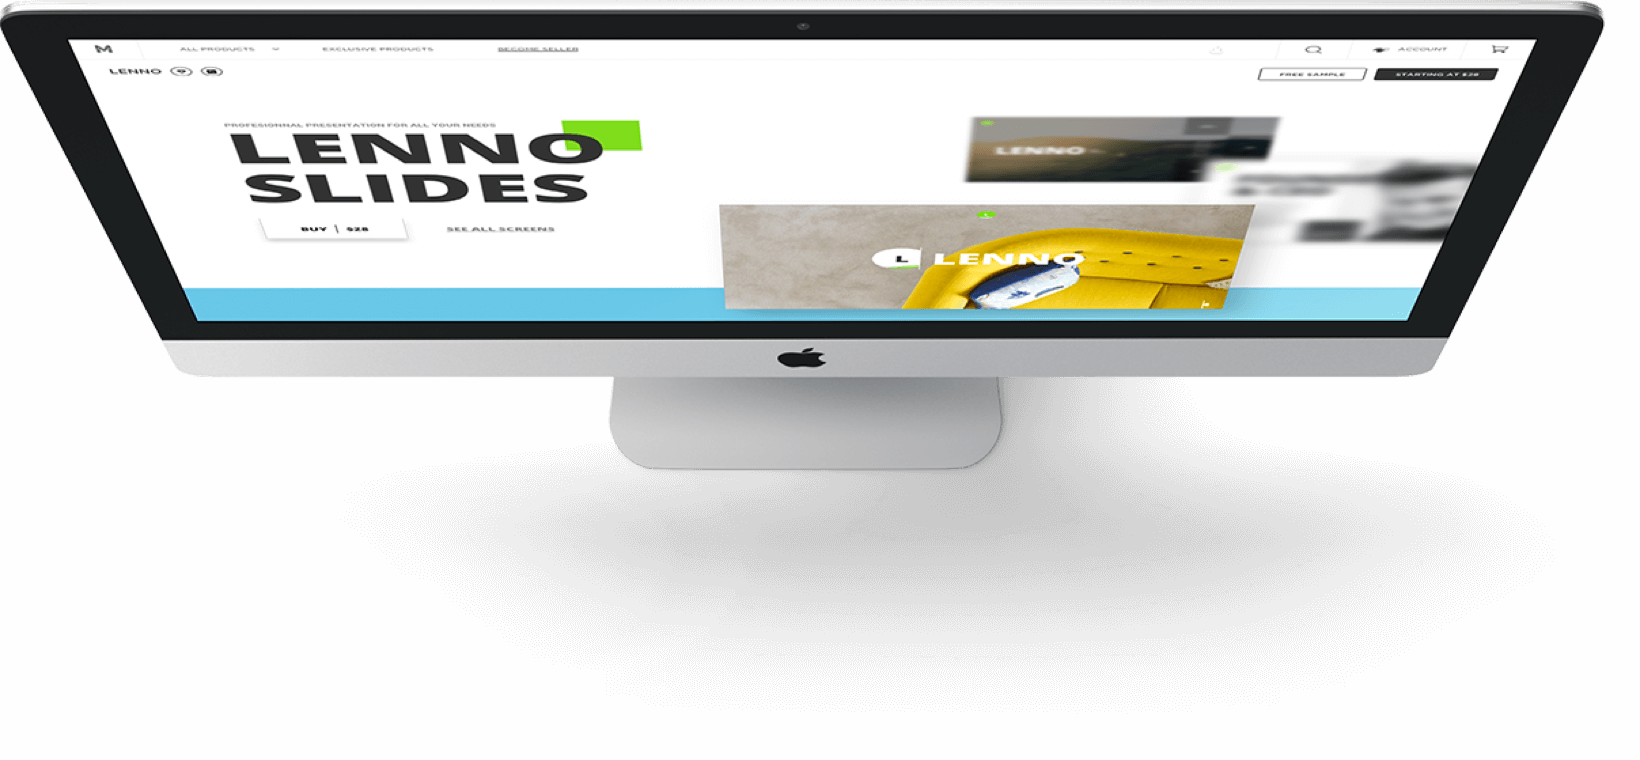 M ALL PRODUCTS EXCLUSIVE PRODUCTS BECOME SELLER ACCOUNT
LENNO FREE SAMPLE STARTING AT $28
PROFESIONNAL PRESENTATION FOR ALL YOUR NEEDS
LENNO
SLIDES
BUY | $28 SEE ALL SCREENS
LENNO
L LENNO